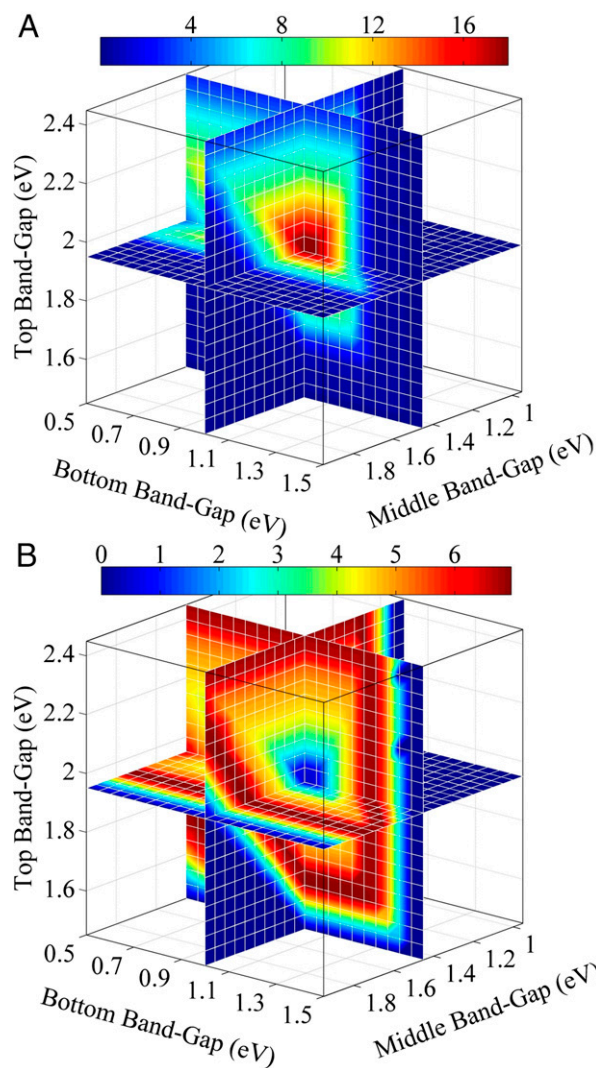 A
4 8 12 16
2.4
2.2
2
1.8
1.6
Top Band-Gap (eV)
0.5 0.7 0.9 1.1 1.3 1.5
Bottom Band-Gap (eV)
1.8 1.6 1.4 1.2 1
Middle Band-Gap (eV)
B
0 1 2 3 4 5 6
2.4
2.2
2
1.8
1.6
Top Band-Gap (eV)
0.5 0.7 0.9 1.1 1.3 1.5
Bottom Band-Gap (eV)
1.8 1.6 1.4 1.2 1
Middle Band-Gap (eV)